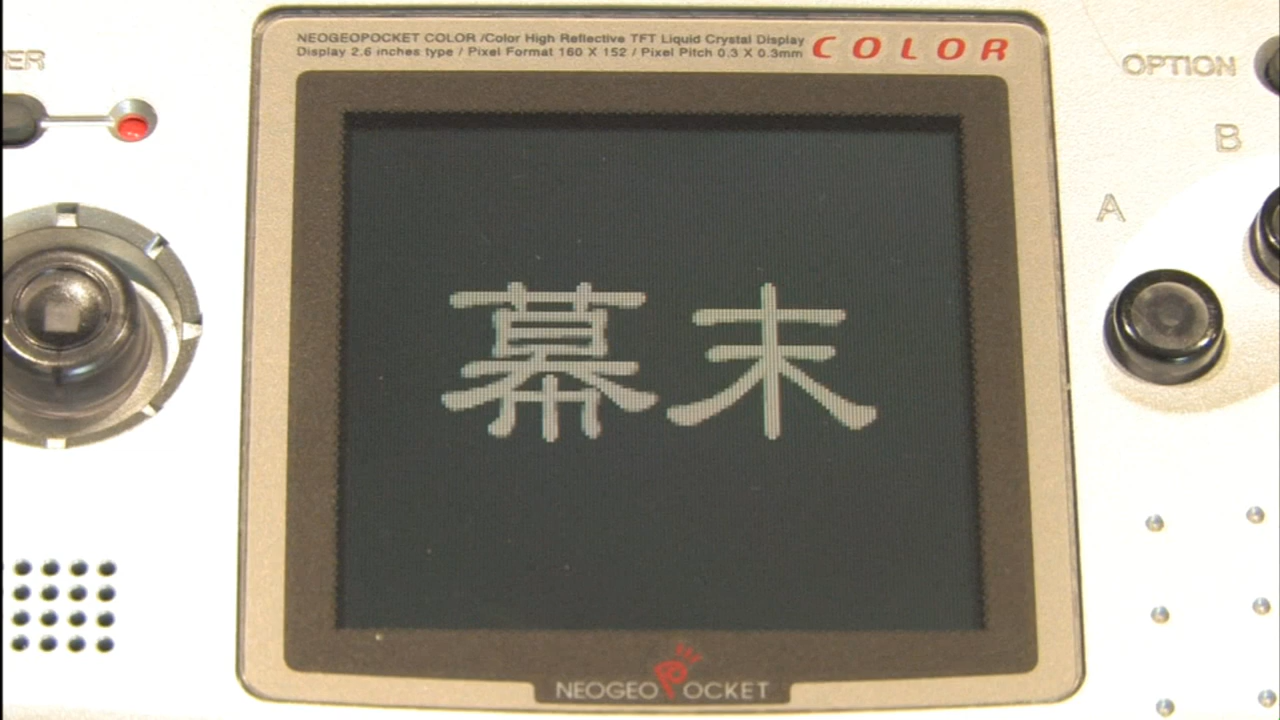 NEOGEOPOCKET COLOR /Color High Reflective TFT Liquid Crystal Display
Display 2.6 inches type / Pixel Format 160 X 152 / Pixel Pitch 0.3 X 0.3mm
COLOR
ER
OPTION
B
A
幕末
NEOGEO POCKET